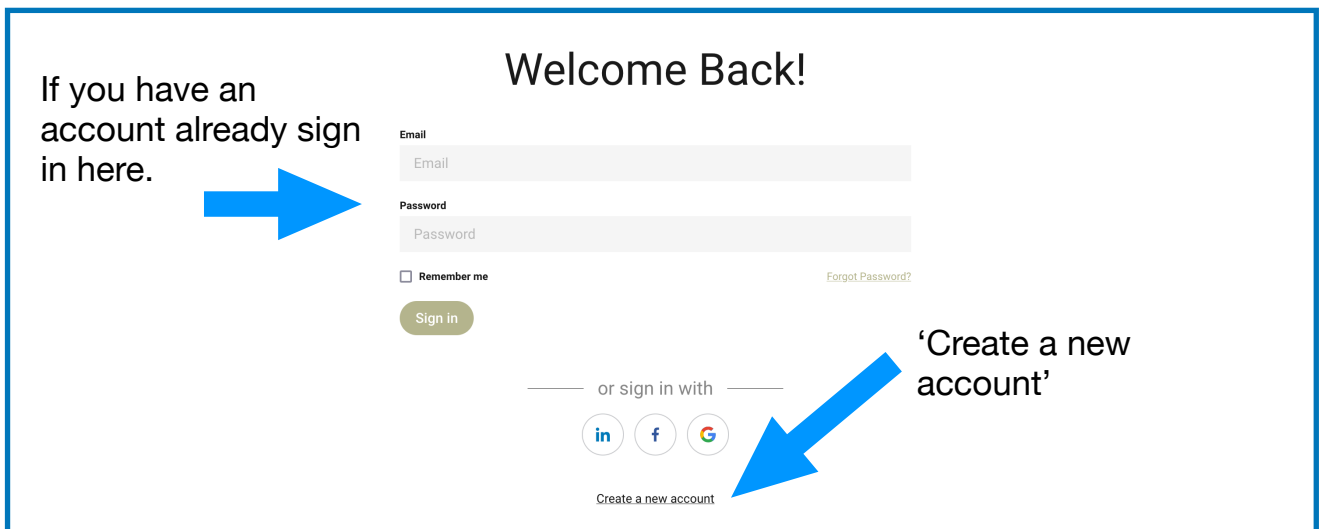 Welcome Back!
If you have an
account already sign
in here.
Email
Email
Password
Password
Remember me
Forgot Password?
Sign in
‘Create a new
account’
or sign in with
in
f
G
Create a new account